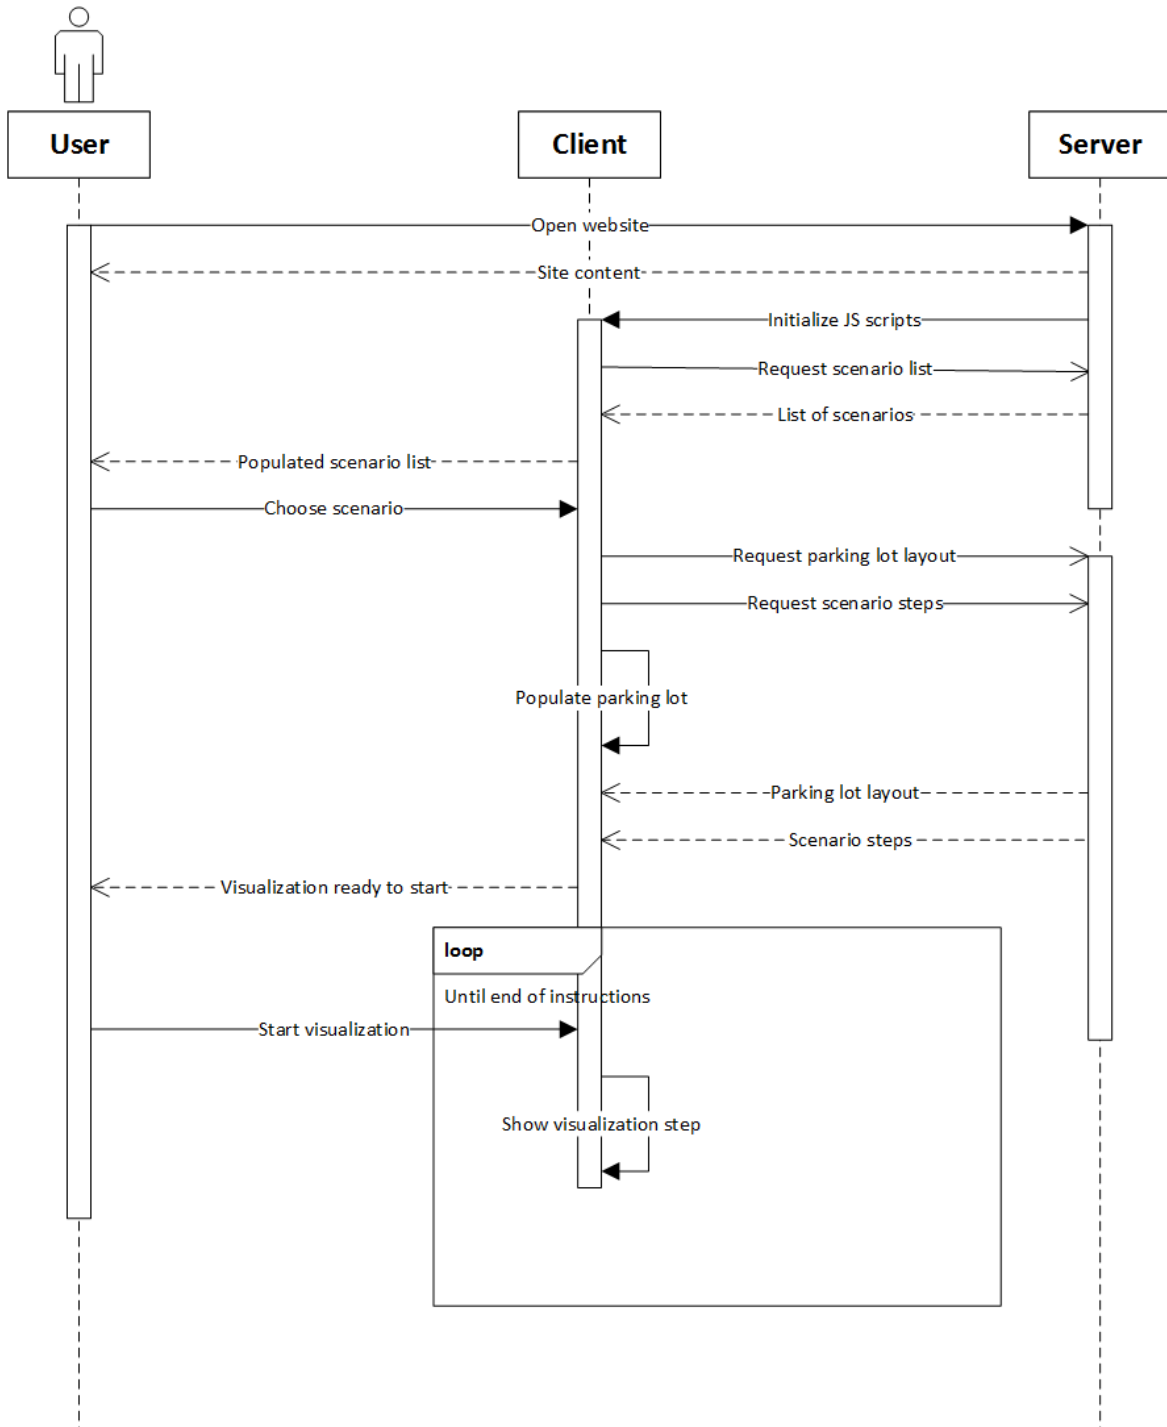 User
Client
Server
Open website
Site content
Initialize JS scripts
Request scenario list
List of scenarios
Populated scenario list
Choose scenario
Request parking lot layout
Request scenario steps
Populate parking lot
Parking lot layout
Scenario steps
Visualization ready to start
loop
Until end of instructions
Start visualization
Show visualization step